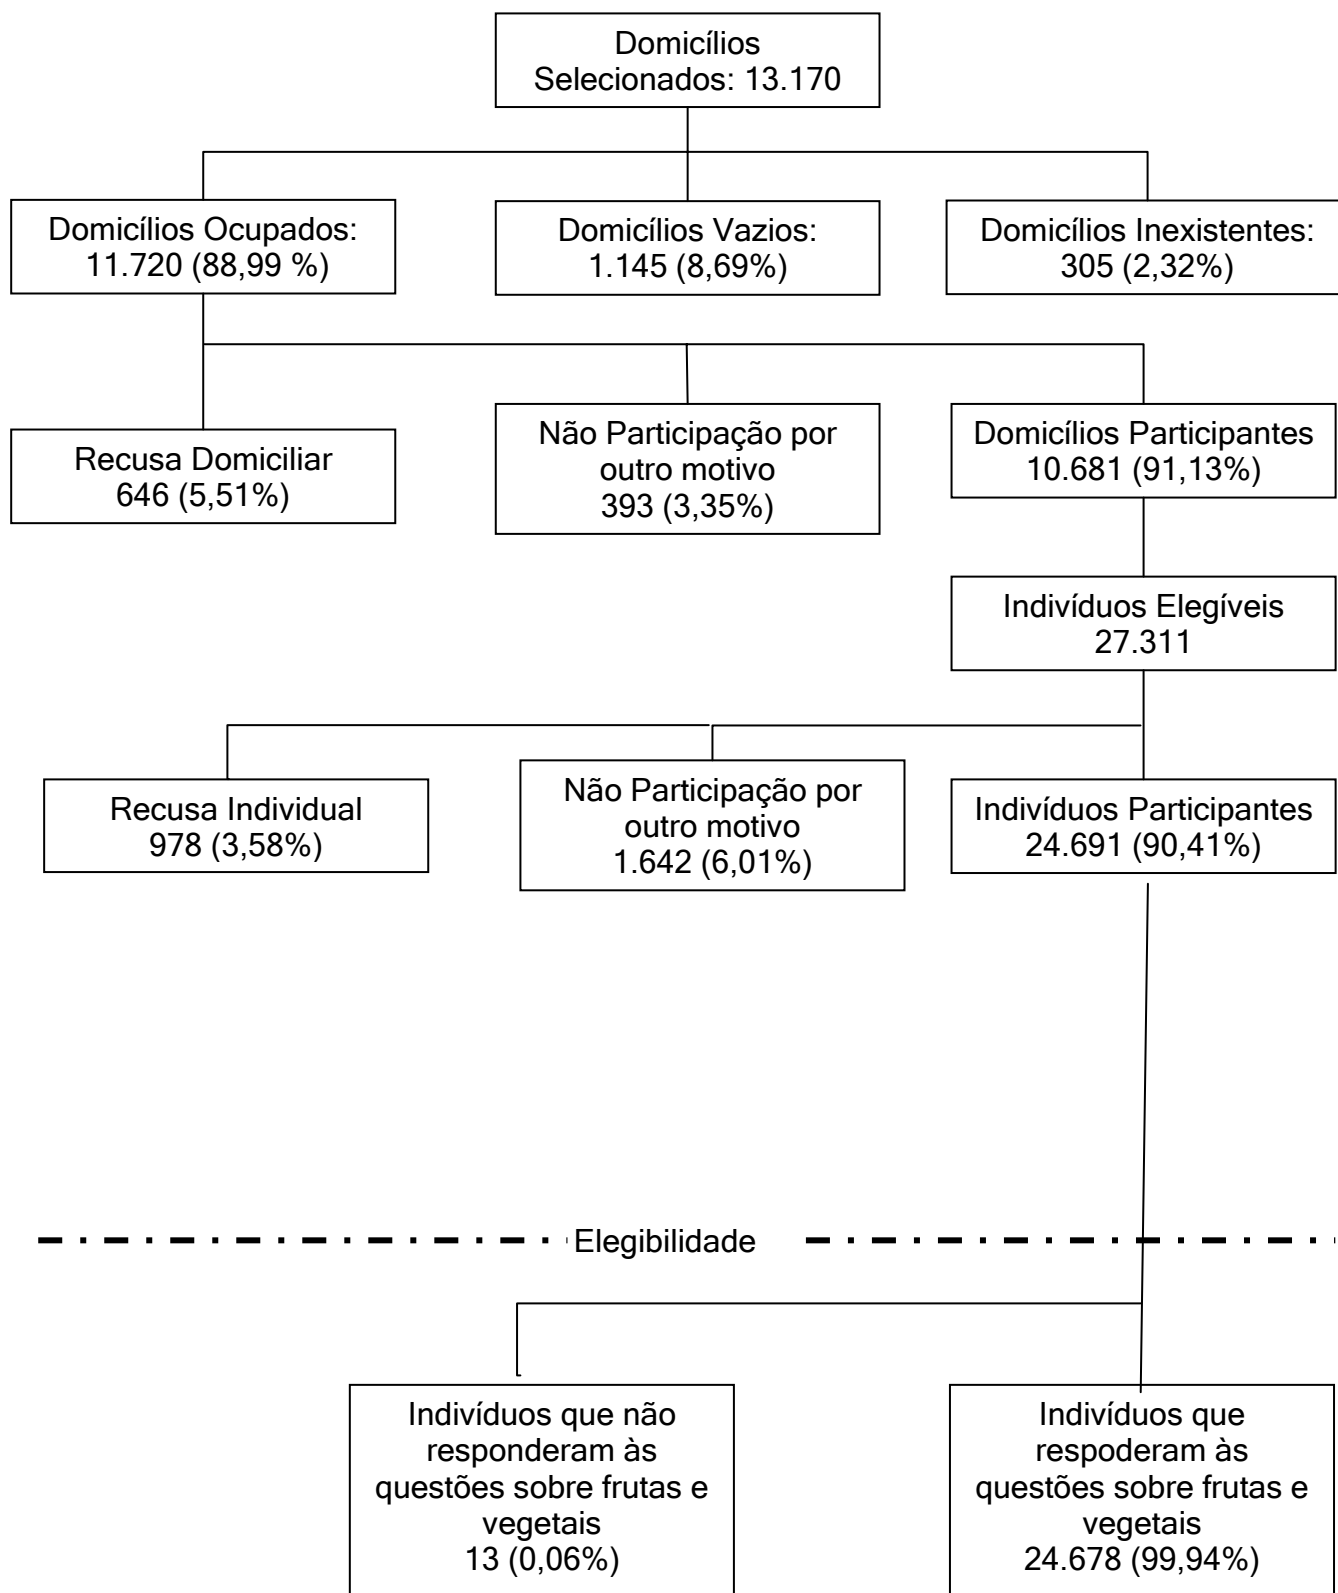 Domicílios
Selecionados: 13.170
Domicílios Ocupados:
11.720 (88,99 %)
Domicílios Vazios:
1.145 (8,69%)
Domicílios Inexistentes:
305 (2,32%)
Recusa Domiciliar
646 (5,51%)
Não Participação por
outro motivo
393 (3,35%)
Domicílios Participantes
10.681 (91,13%)
Indivíduos Elegíveis
27.311
Recusa Individual
978 (3,58%)
Não Participação por
outro motivo
1.642 (6,01%)
Indivíduos Participantes
24.691 (90,41%)
Elegibilidade
Indivíduos que não
responderam às
questões sobre frutas e
vegetais
13 (0,06%)
Indivíduos que
respoderam às
questões sobre frutas e
vegetais
24.678 (99,94%)